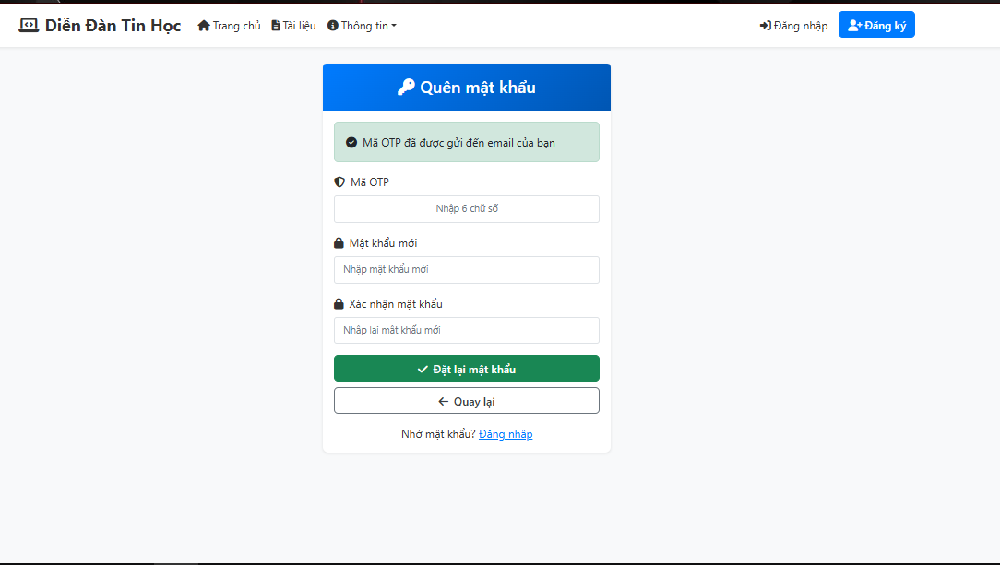 Diễn Đàn Tin Học Trang chủ Tài liệu Thông tin Đăng nhập Đăng ký
Quên mật khẩu
Mã OTP đã được gửi đến email của bạn
Mã OTP
Nhập 6 chữ số
Mật khẩu mới
Nhập mật khẩu mới
Xác nhận mật khẩu
Nhập lại mật khẩu mới
Đặt lại mật khẩu
Quay lại
Nhớ mật khẩu? Đăng nhập